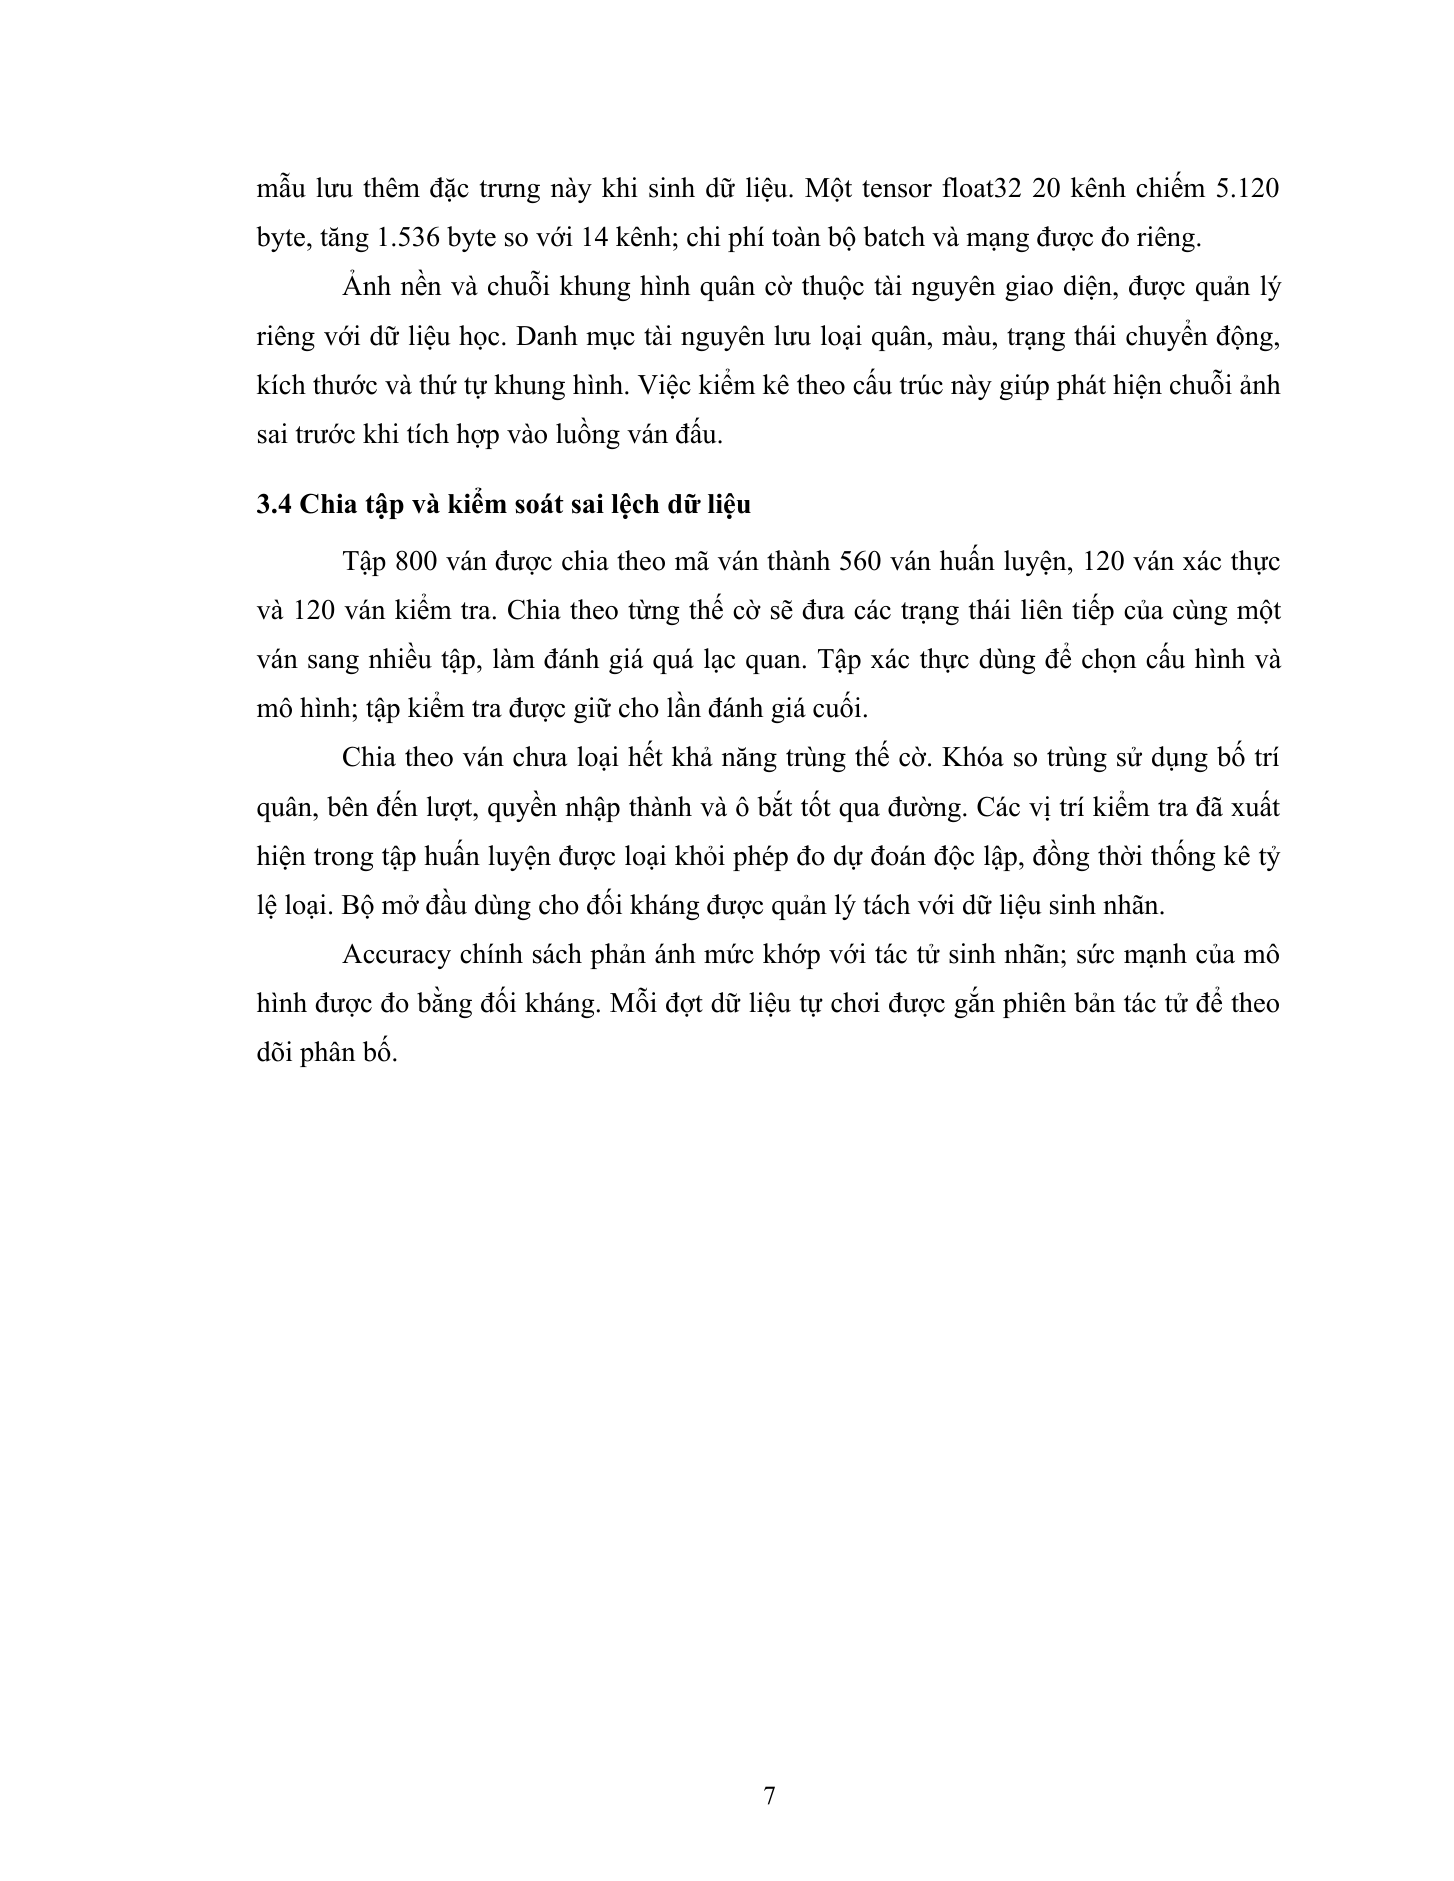 mẫu lưu thêm đặc trưng này khi sinh dữ liệu. Một tensor float32 20 kênh chiếm 5.120
byte, tăng 1.536 byte so với 14 kênh; chi phí toàn bộ batch và mạng được đo riêng.
Ảnh nền và chuỗi khung hình quân cờ thuộc tài nguyên giao diện, được quản lý
riêng với dữ liệu học. Danh mục tài nguyên lưu loại quân, màu, trạng thái chuyển động,
kích thước và thứ tự khung hình. Việc kiểm kê theo cấu trúc này giúp phát hiện chuỗi ảnh
sai trước khi tích hợp vào luồng ván đấu.
3.4 Chia tập và kiểm soát sai lệch dữ liệu
Tập 800 ván được chia theo mã ván thành 560 ván huấn luyện, 120 ván xác thực
và 120 ván kiểm tra. Chia theo từng thế cờ sẽ đưa các trạng thái liên tiếp của cùng một
ván sang nhiều tập, làm đánh giá quá lạc quan. Tập xác thực dùng để chọn cấu hình và
mô hình; tập kiểm tra được giữ cho lần đánh giá cuối.
Chia theo ván chưa loại hết khả năng trùng thế cờ. Khóa so trùng sử dụng bố trí
quân, bên đến lượt, quyền nhập thành và ô bắt tốt qua đường. Các vị trí kiểm tra đã xuất
hiện trong tập huấn luyện được loại khỏi phép đo dự đoán độc lập, đồng thời thống kê tỷ
lệ loại. Bộ mở đầu dùng cho đối kháng được quản lý tách với dữ liệu sinh nhãn.
Accuracy chính sách phản ánh mức khớp với tác tử sinh nhãn; sức mạnh của mô
hình được đo bằng đối kháng. Mỗi đợt dữ liệu tự chơi được gắn phiên bản tác tử để theo
dõi phân bố.
7